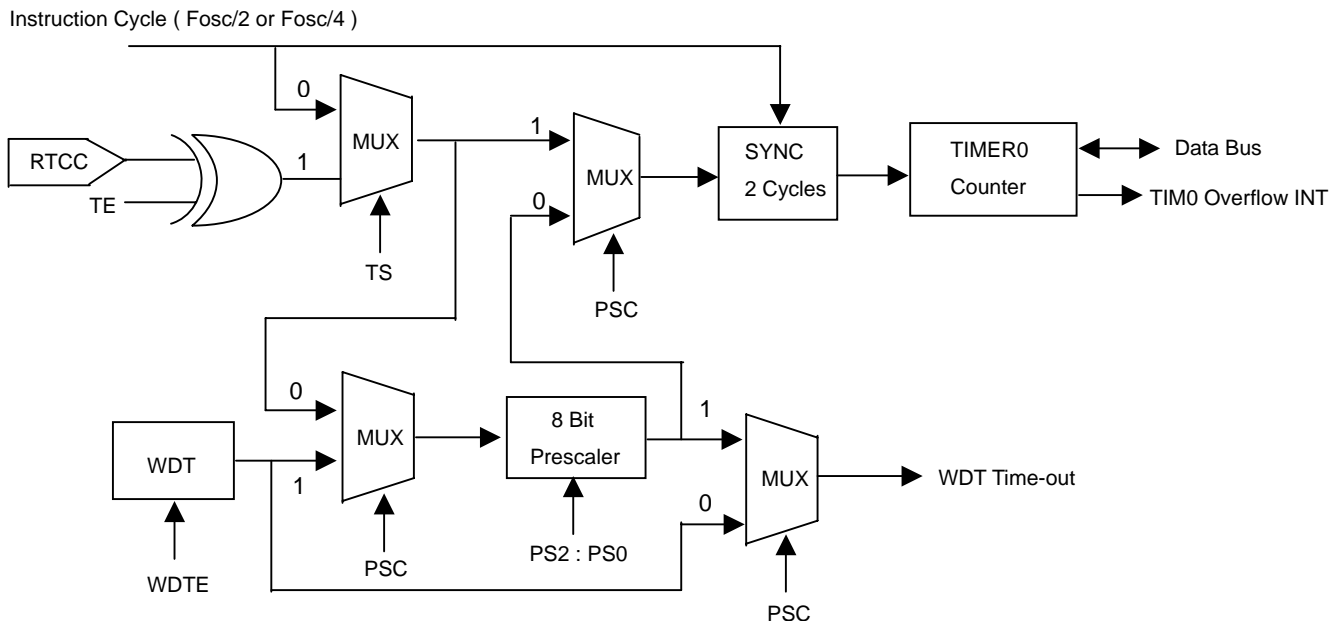 Instruction Cycle ( Fosc/2 or Fosc/4 )
0
MUX
1
RTCC
TE
TS
1
MUX
0
PSC
SYNC
2 Cycles
TIMER0
Counter
Data Bus
TIM0 Overflow INT
0
MUX
1
WDT
WDTE
PSC
8 Bit
Prescaler
PS2 : PS0
1
MUX
0
PSC
WDT Time-out